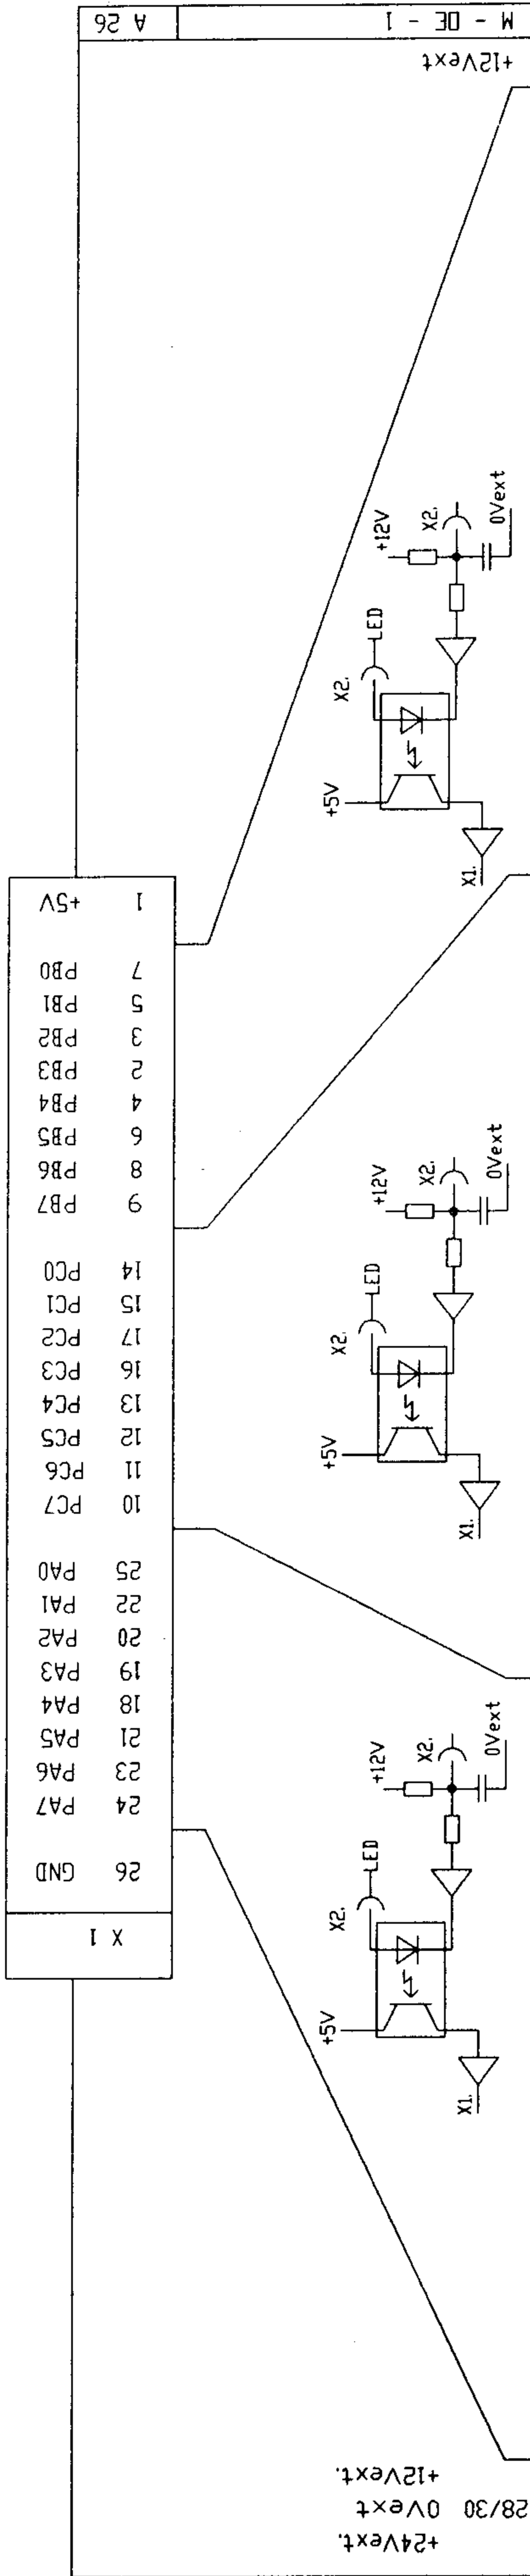 +24Vext.
28/30 0Vext
+12Vext.
X 1
26 GND
24 PA7
23 PA6
21 PA5
18 PA4
19 PA3
20 PA2
22 PA1
25 PA0
10 PC7
11 PC6
12 PC5
13 PC4
16 PC3
17 PC2
15 PC1
14 PC0
9 PB7
8 PB6
6 PB5
4 PB4
2 PB3
3 PB2
5 PB1
7 PB0
1 +5V
+12Vext
M - DE - 1 A 26
+12V X2. 0Vext
LED
X2.
+5V
X1.
+12V X2. 0Vext
LED
X2.
+5V
X1.
+12V X2. 0Vext
LED
X2.
+5V
X1.